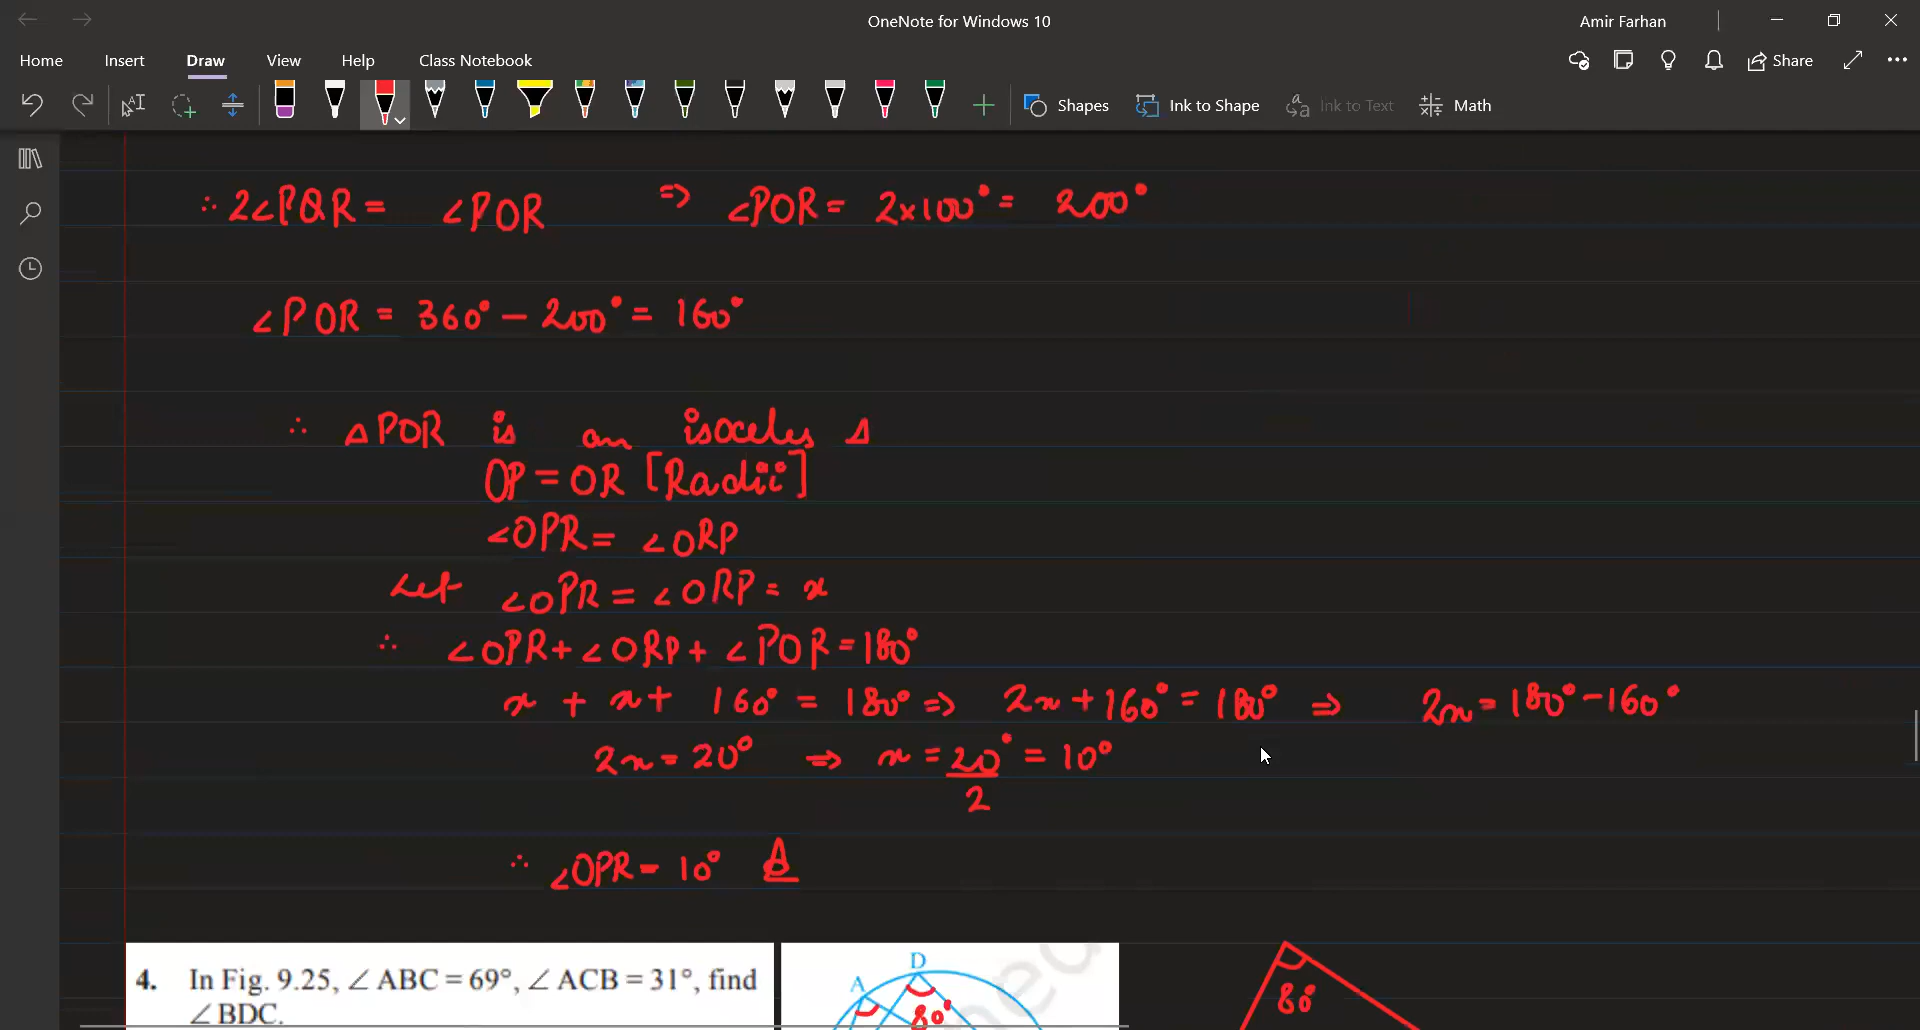 OneNote for Windows 10
Amir Farhan
Home Insert Draw View Help Class Notebook
Share
Shapes Ink to Shape Ink to Text Math
∴ 2∠PQR = ∠POR ⇒ ∠POR = 2×100° = 200°
∠POR = 360° − 200° = 160°
∴ △POR is an isoceles △
OP = OR [Radii]
∠OPR = ∠ORP
Let ∠OPR = ∠ORP = x
∴ ∠OPR + ∠ORP + ∠POR = 180°
x + x + 160° = 180° ⇒ 2x + 160° = 180° ⇒ 2x = 180° − 160°
2x = 20° ⇒ x = 20°/2 = 10°
∴ ∠OPR = 10°
4. In Fig. 9.25, ∠ ABC = 69°, ∠ ACB = 31°, find
∠ BDC.
D
A
80°
80°